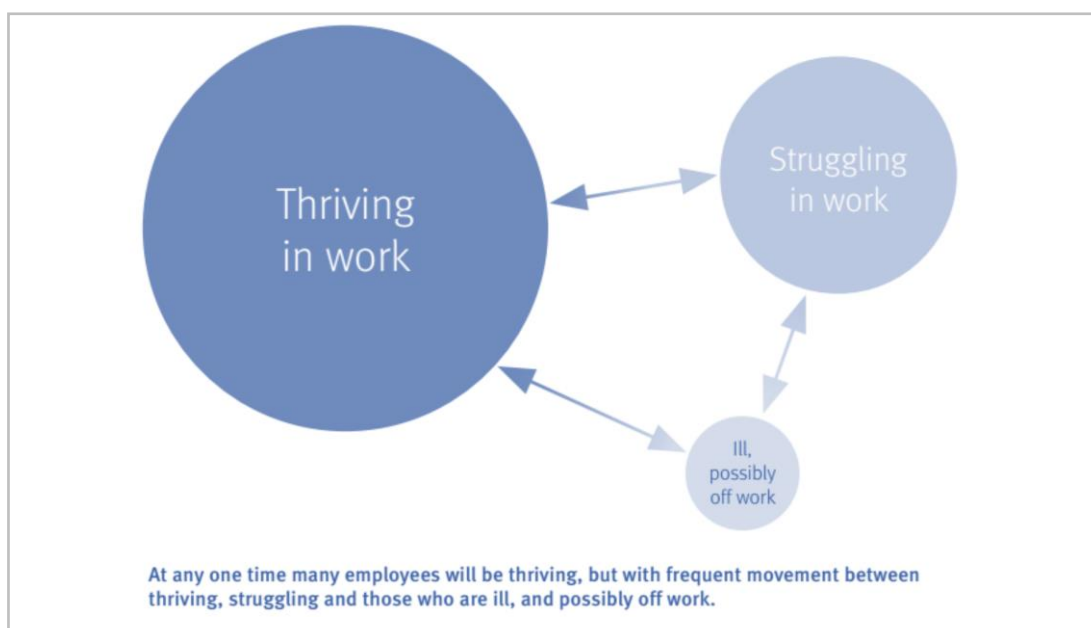 Thriving
in work
Struggling
in work
Ill,
possibly
off work
At any one time many employees will be thriving, but with frequent movement between
thriving, struggling and those who are ill, and possibly off work.